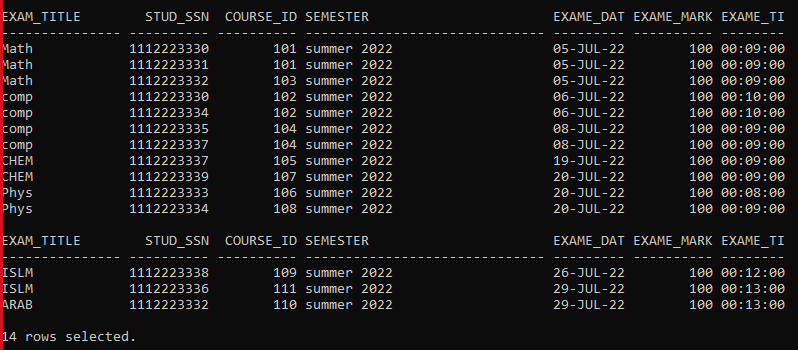 EXAM_TITLE STUD_SSN COURSE_ID SEMESTER EXAME_DAT EXAME_MARK EXAME_TI
--------------- ---------- ---------- ------------------------------ --------- ---------- --------
Math 1112223330 101 summer 2022 05-JUL-22 100 00:09:00
Math 1112223331 101 summer 2022 05-JUL-22 100 00:09:00
Math 1112223332 103 summer 2022 05-JUL-22 100 00:09:00
comp 1112223330 102 summer 2022 06-JUL-22 100 00:10:00
comp 1112223334 102 summer 2022 06-JUL-22 100 00:10:00
comp 1112223335 104 summer 2022 08-JUL-22 100 00:09:00
comp 1112223337 104 summer 2022 08-JUL-22 100 00:09:00
CHEM 1112223337 105 summer 2022 19-JUL-22 100 00:09:00
CHEM 1112223339 107 summer 2022 20-JUL-22 100 00:09:00
Phys 1112223333 106 summer 2022 20-JUL-22 100 00:08:00
Phys 1112223334 108 summer 2022 20-JUL-22 100 00:09:00
EXAM_TITLE STUD_SSN COURSE_ID SEMESTER EXAME_DAT EXAME_MARK EXAME_TI
--------------- ---------- ---------- ------------------------------ --------- ---------- --------
ISLM 1112223338 109 summer 2022 26-JUL-22 100 00:12:00
ISLM 1112223336 111 summer 2022 29-JUL-22 100 00:13:00
ARAB 1112223332 110 summer 2022 29-JUL-22 100 00:13:00
14 rows selected.